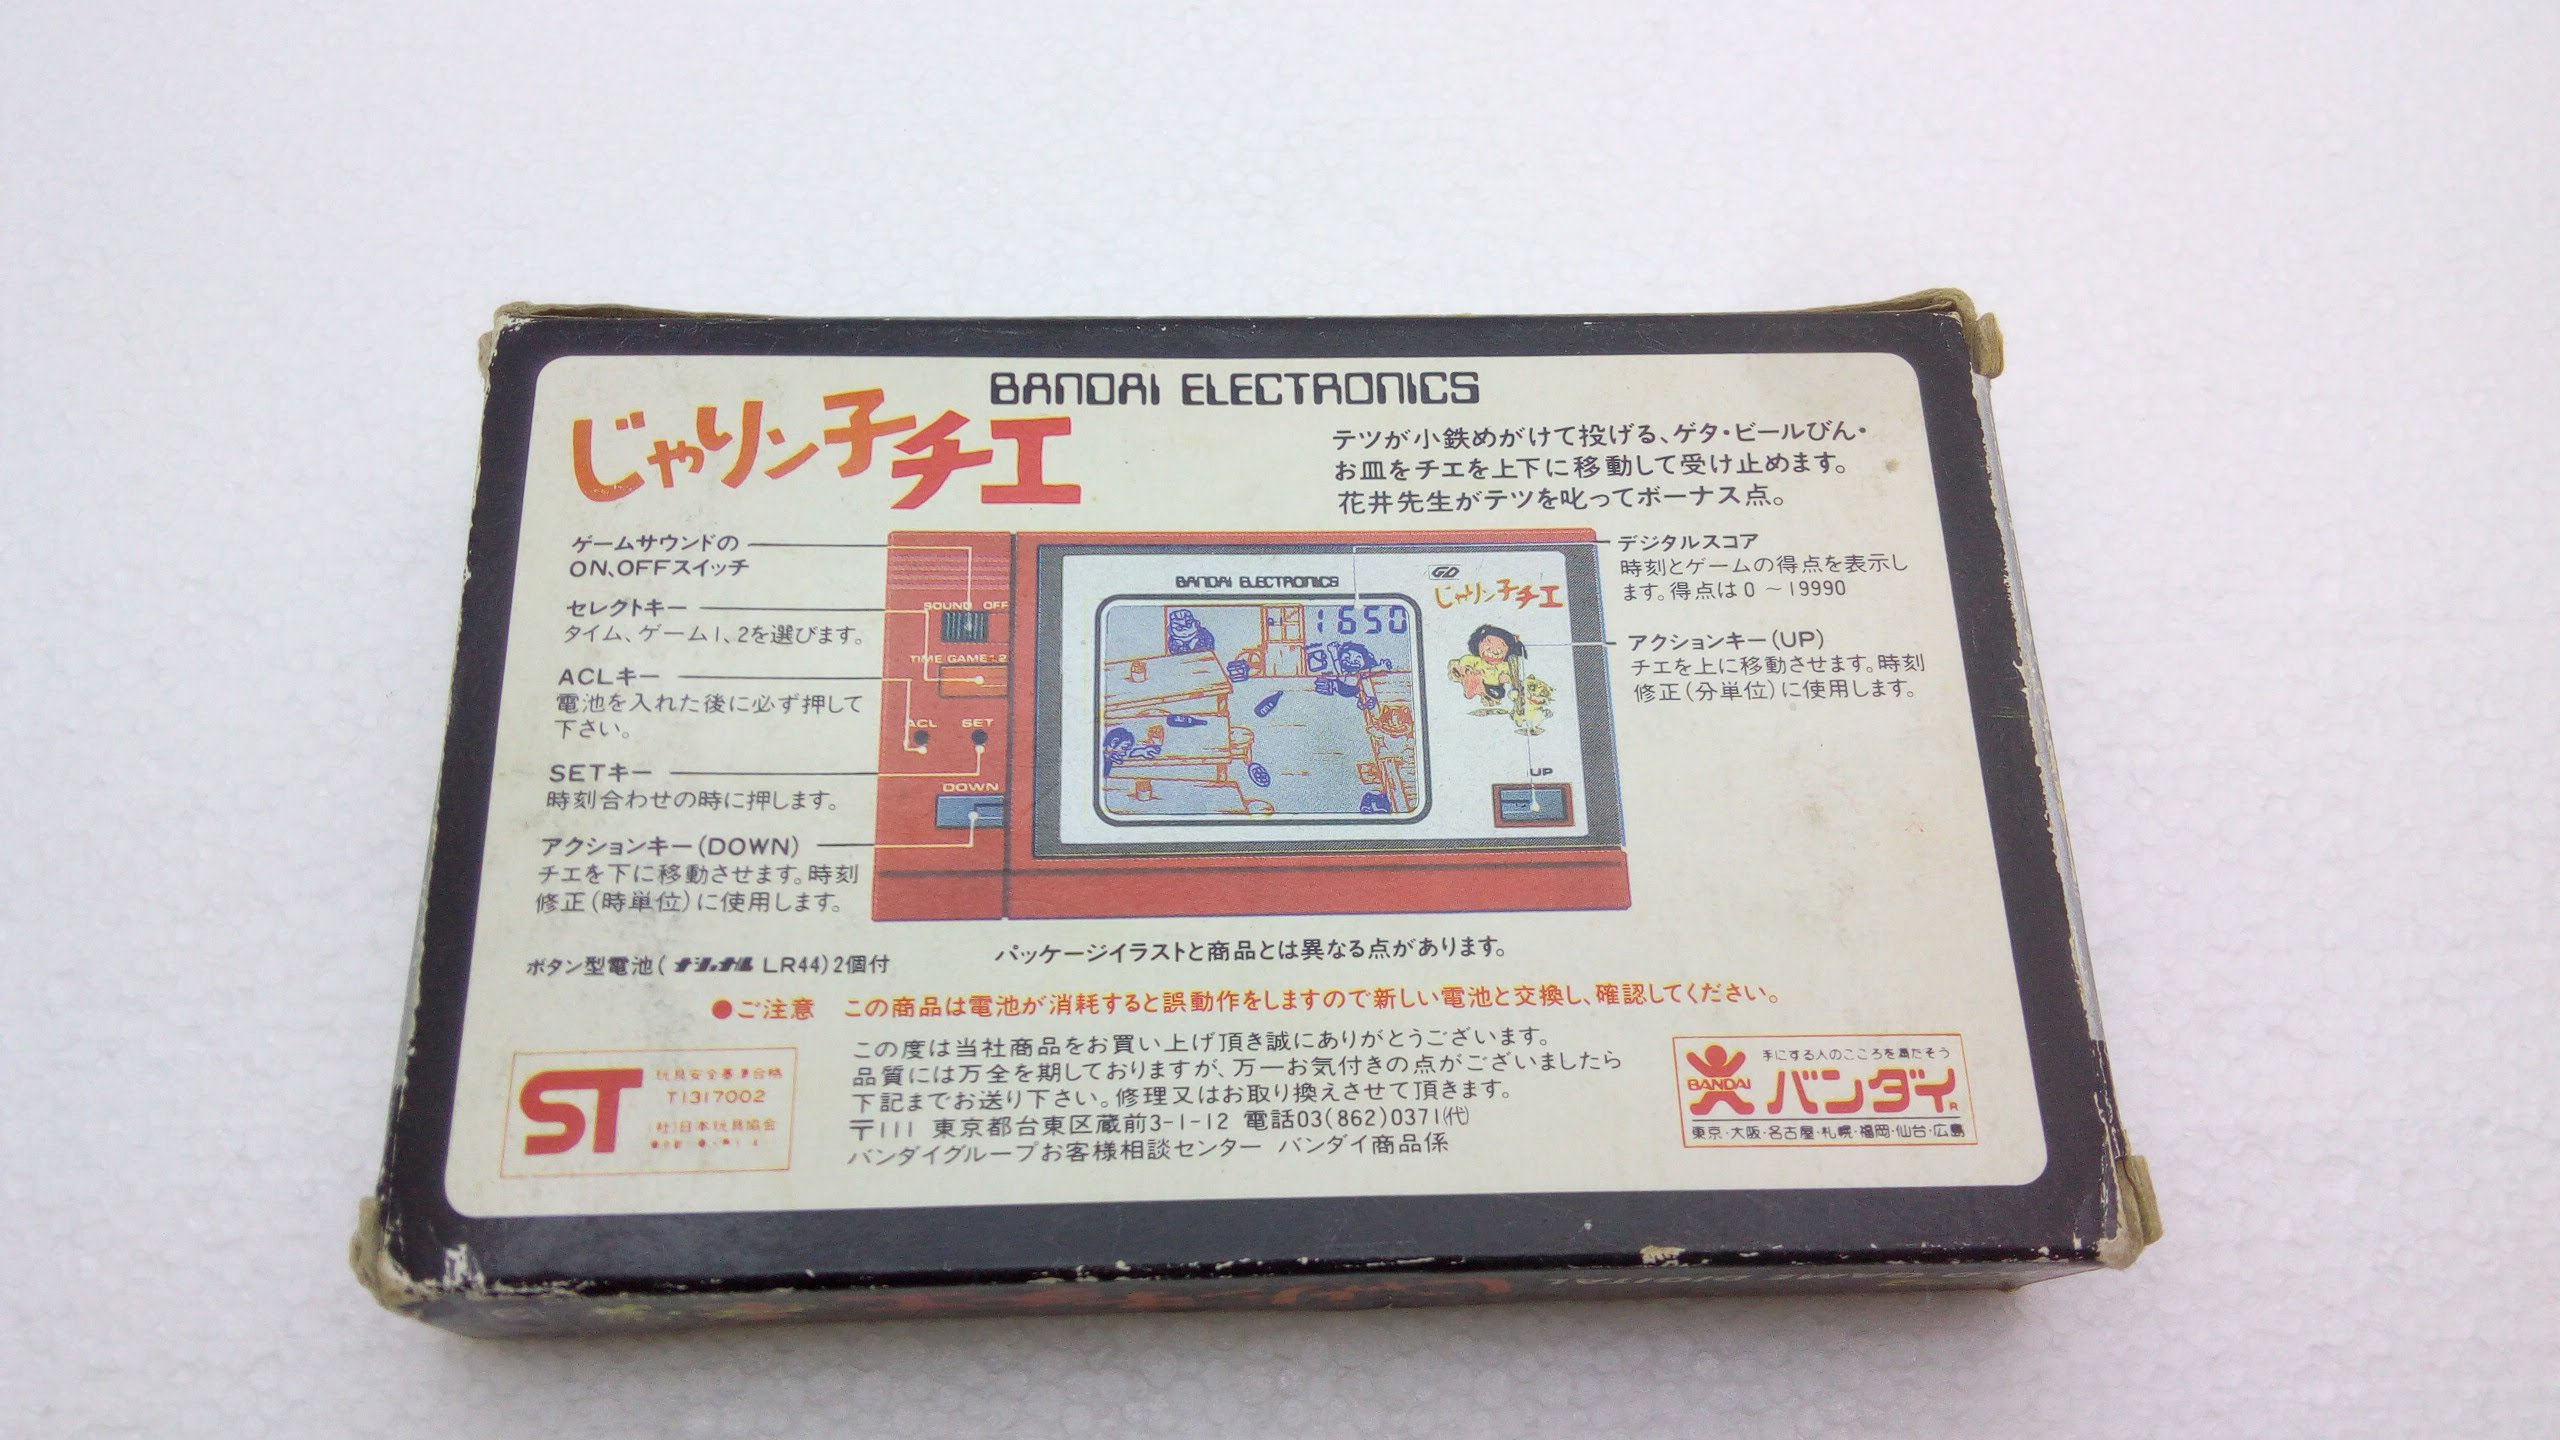 BANDAI ELECTRONICS
じゃリン子チエ
テツが小鉄めがけて投げる、ゲタ・ビールびん・
お皿をチエを上下に移動して受け止めます。
花井先生がテツを叱ってボーナス点。
ゲームサウンドの
ON、OFFスイッチ
セレクトキー
タイム、ゲーム1、2を選びます。
ACLキー
電池を入れた後に必ず押して
下さい。
SETキー
時刻合わせの時に押します。
アクションキー(DOWN)
チエを下に移動させます。時刻
修正(時単位)に使用します。
SOUND OFF
TIME GAME1.2
ACL SET
DOWN
BANDAI ELECTRONICS
GD
じゃリン子チエ
1650
UP
デジタルスコア
時刻とゲームの得点を表示し
ます。得点は0 ～19990
アクションキー(UP)
チエを上に移動させます。時刻
修正(分単位)に使用します。
ボタン型電池(ナショナル LR44)2個付
パッケージイラストと商品とは異なる点があります。
●ご注意 この商品は電池が消耗すると誤動作をしますので新しい電池と交換し、確認してください。
この度は当社商品をお買い上げ頂き誠にありがとうございます。
品質には万全を期しておりますが、万一お気付きの点がございましたら
下記までお送り下さい。修理又はお取り換えさせて頂きます。
〒111 東京都台東区蔵前3-1-12 電話03(862)0371(代)
バンダイグループお客様相談センター バンダイ商品係
ST
玩具安全基準合格
T1317002
(社)日本玩具協会
手にする人のこころを満たそう
BANDAI
バンダイ
東京・大阪・名古屋・札幌・福岡・仙台・広島
GAME DIGITAL